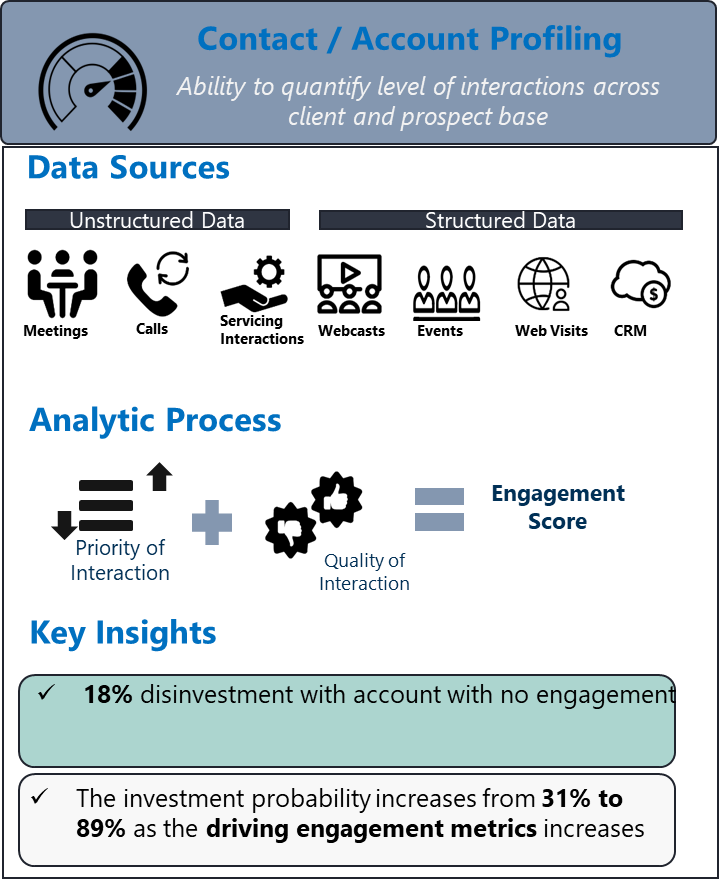 Contact / Account Profiling
Ability to quantify level of interactions across
client and prospect base
Data Sources
Unstructured Data
Structured Data
Meetings
Calls
Servicing
Interactions
Webcasts
Events
Web Visits
CRM
$
Analytic Process
Priority of
Interaction
Quality of
Interaction
Engagement
Score
Key Insights
✓ 18% disinvestment with account with no engagement
✓ The investment probability increases from 31% to
89% as the driving engagement metrics increases